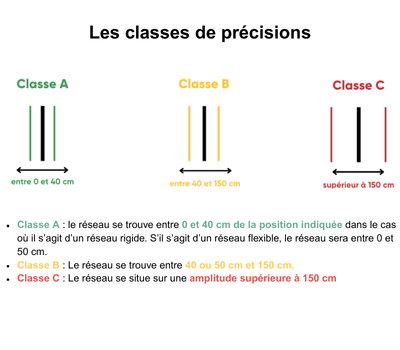 Les classes de précisions
Classe A
Classe B
Classe C
entre 0 et 40 cm
entre 40 et 150 cm
supérieur à 150 cm
• Classe A : le réseau se trouve entre 0 et 40 cm de la position indiquée dans le cas
où il s’agit d’un réseau rigide. S’il s’agit d’un réseau flexible, le réseau sera entre 0 et
50 cm.
• Classe B : Le réseau se trouve entre 40 ou 50 cm et 150 cm.
• Classe C : Le réseau se situe sur une amplitude supérieure à 150 cm